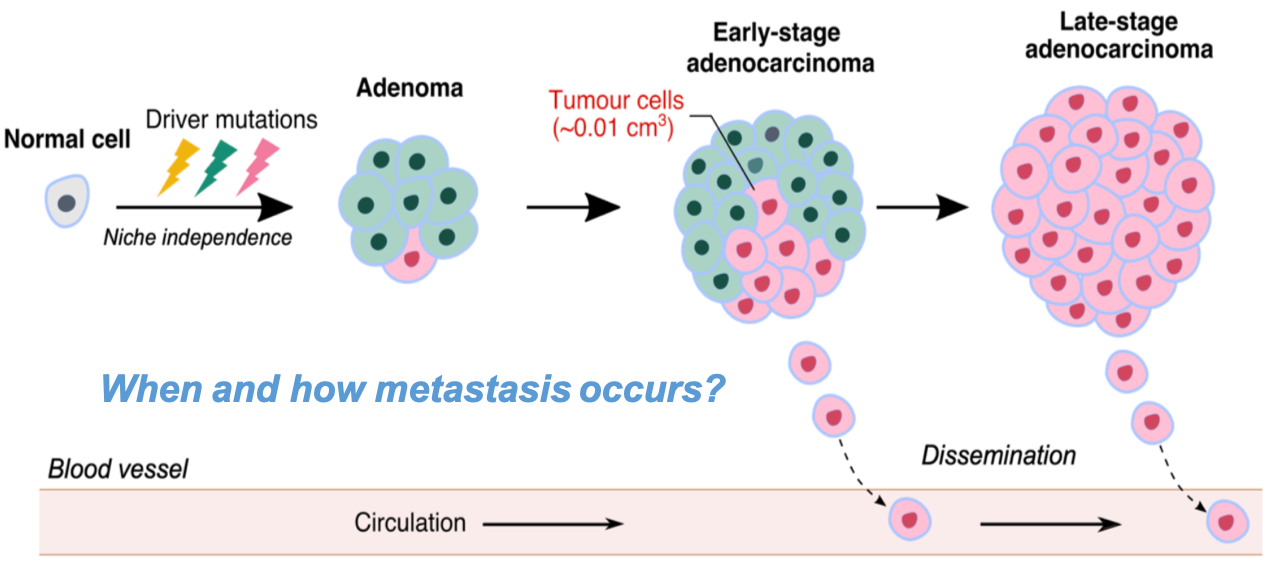 Normal cell
Driver mutations
Niche independence
Adenoma
Early-stage
adenocarcinoma
Tumour cells
(~0.01 cm³)
Late-stage
adenocarcinoma
When and how metastasis occurs?
Blood vessel
Dissemination
Circulation